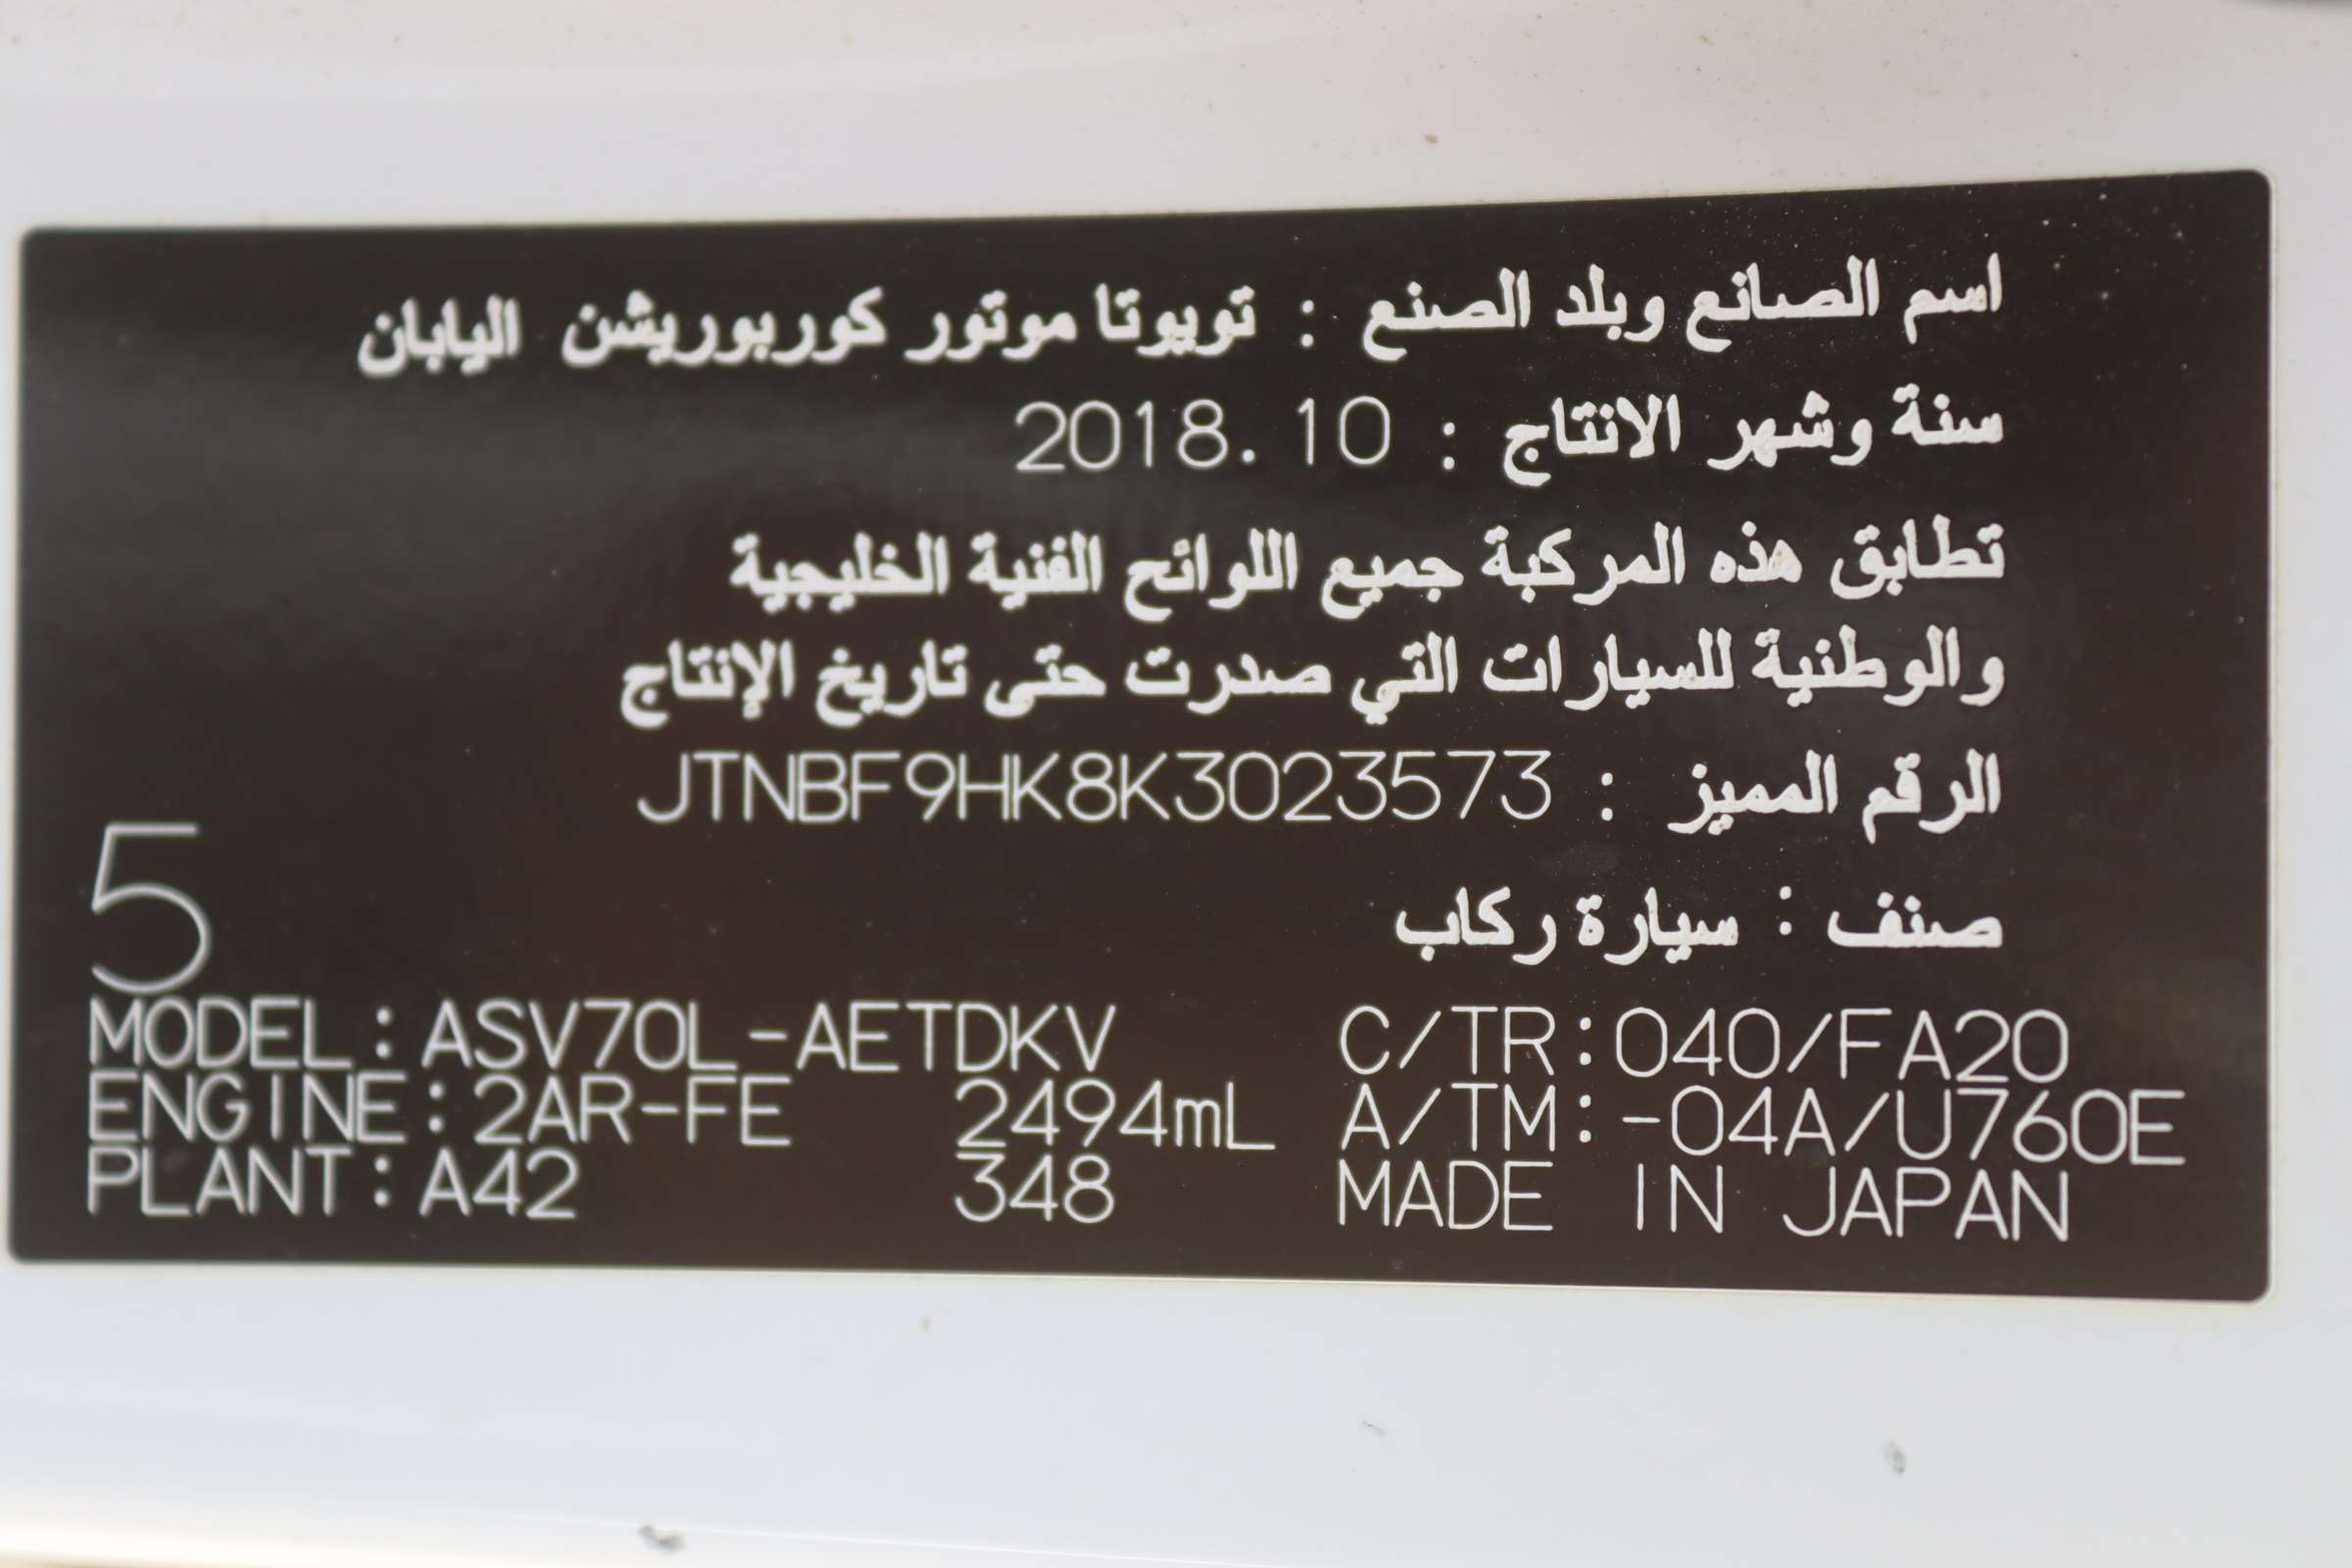 اسم الصانع وبلد الصنع : تويوتا موتور كوربوريشن اليابان
سنة وشهر الانتاج : 2018.10
تطابق هذه المركبة جميع اللوائح الفنية الخليجية
والوطنية للسيارات التي صدرت حتى تاريخ الإنتاج
الرقم المميز : JTNBF9HK8K3023573
صنف : سيارة ركاب
5
MODEL:ASV70L-AETDKV C/TR:040/FA20
ENGINE:2AR-FE 2494mL A/TM:-04A/U760E
PLANT:A42 348 MADE IN JAPAN